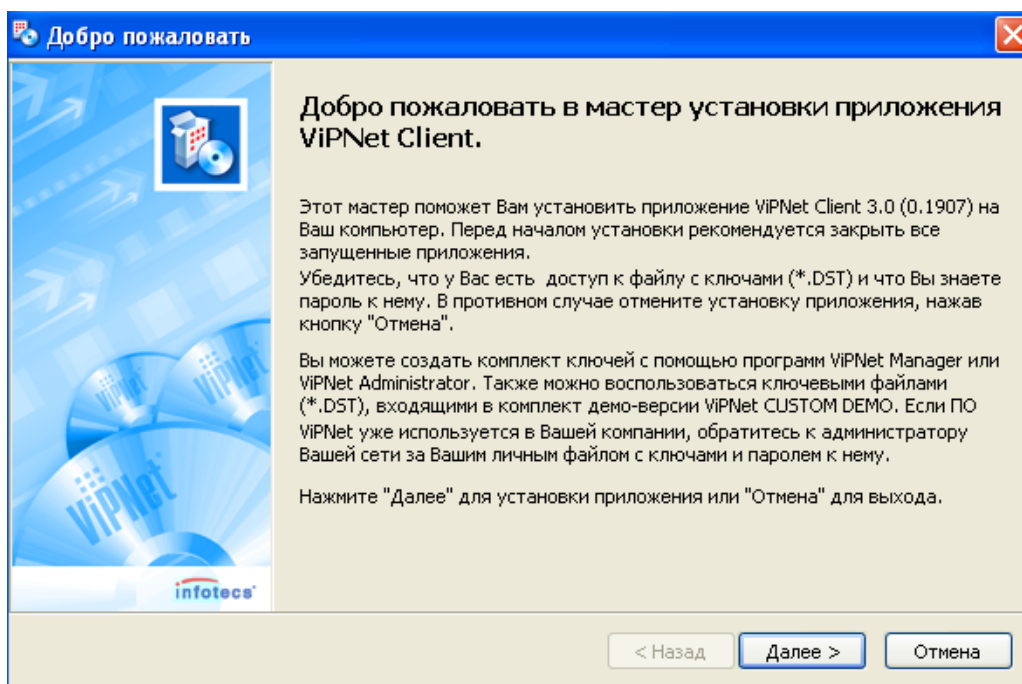 Добро пожаловать
Добро пожаловать в мастер установки приложения
ViPNet Client.
Этот мастер поможет Вам установить приложение ViPNet Client 3.0 (0.1907) на
Ваш компьютер. Перед началом установки рекомендуется закрыть все
запущенные приложения.
Убедитесь, что у Вас есть доступ к файлу с ключами (*.DST) и что Вы знаете
пароль к нему. В противном случае отмените установку приложения, нажав
кнопку "Отмена".
Вы можете создать комплект ключей с помощью программ ViPNet Manager или
ViPNet Administrator. Также можно воспользоваться ключевыми файлами
(*.DST), входящими в комплект демо-версии ViPNet CUSTOM DEMO. Если ПО
ViPNet уже используется в Вашей компании, обратитесь к администратору
Вашей сети за Вашим личным файлом с ключами и паролем к нему.
Нажмите "Далее" для установки приложения или "Отмена" для выхода.
ViPNet
ViPNet
ViPNet
infotecs
< Назад
Далее >
Отмена